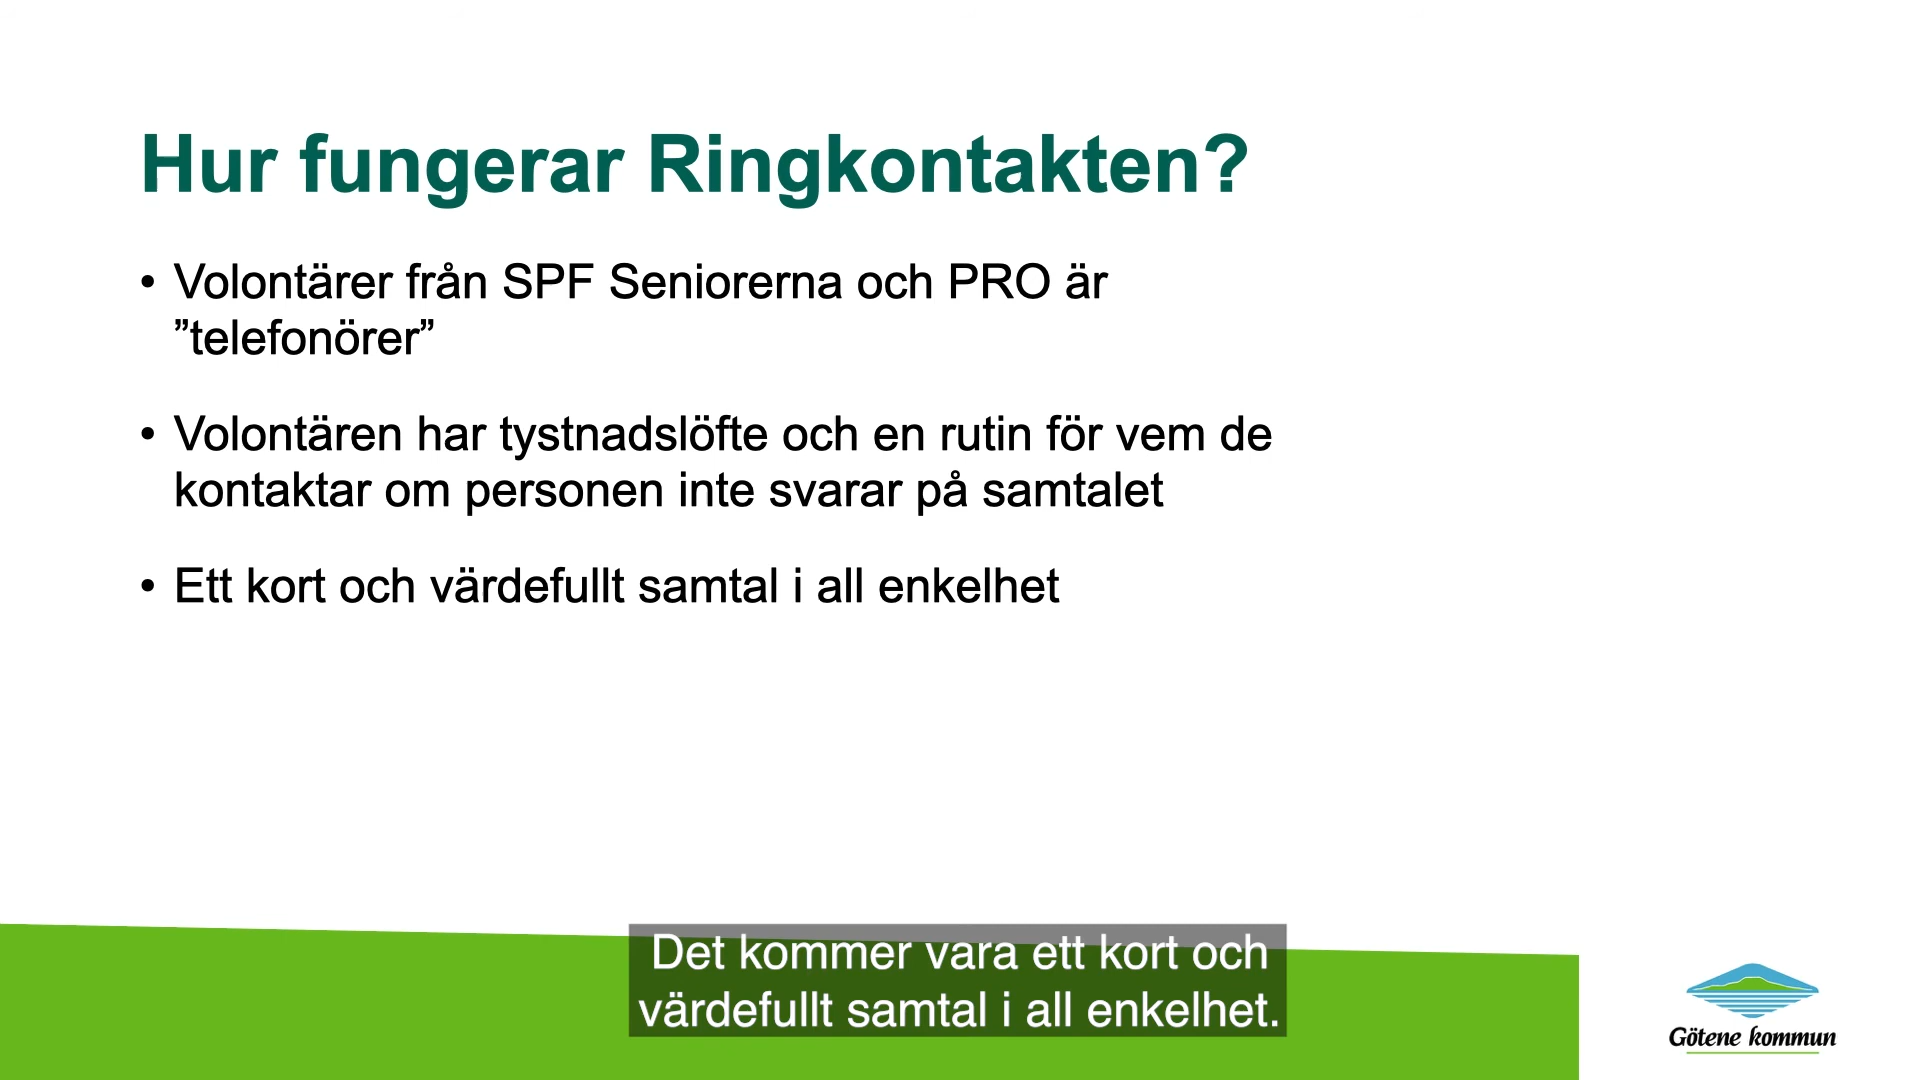 Hur fungerar Ringkontakten?
• Volontärer från SPF Seniorerna och PRO är
”telefonörer”
• Volontären har tystnadslöfte och en rutin för vem de
kontaktar om personen inte svarar på samtalet
• Ett kort och värdefullt samtal i all enkelhet
Det kommer vara ett kort och
värdefullt samtal i all enkelhet.
Götene kommun